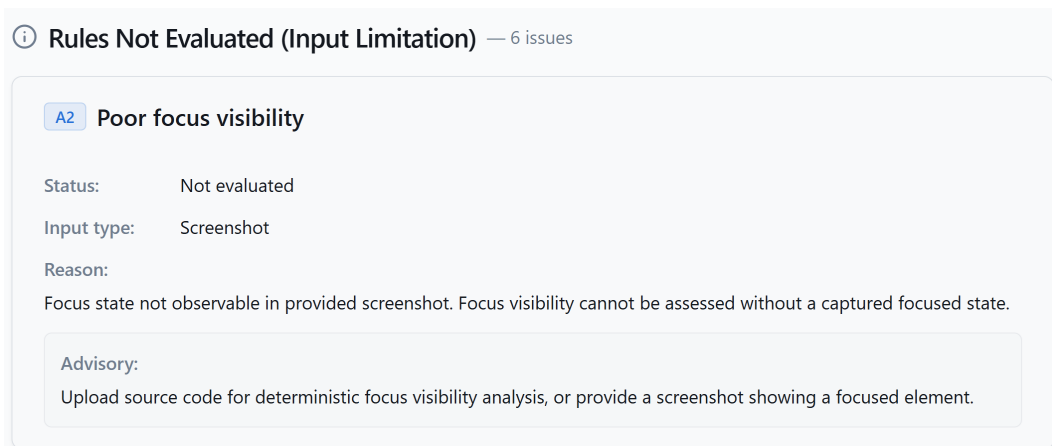 Rules Not Evaluated (Input Limitation) — 6 issues
A2 Poor focus visibility
Status: Not evaluated
Input type: Screenshot
Reason:
Focus state not observable in provided screenshot. Focus visibility cannot be assessed without a captured focused state.
Advisory:
Upload source code for deterministic focus visibility analysis, or provide a screenshot showing a focused element.